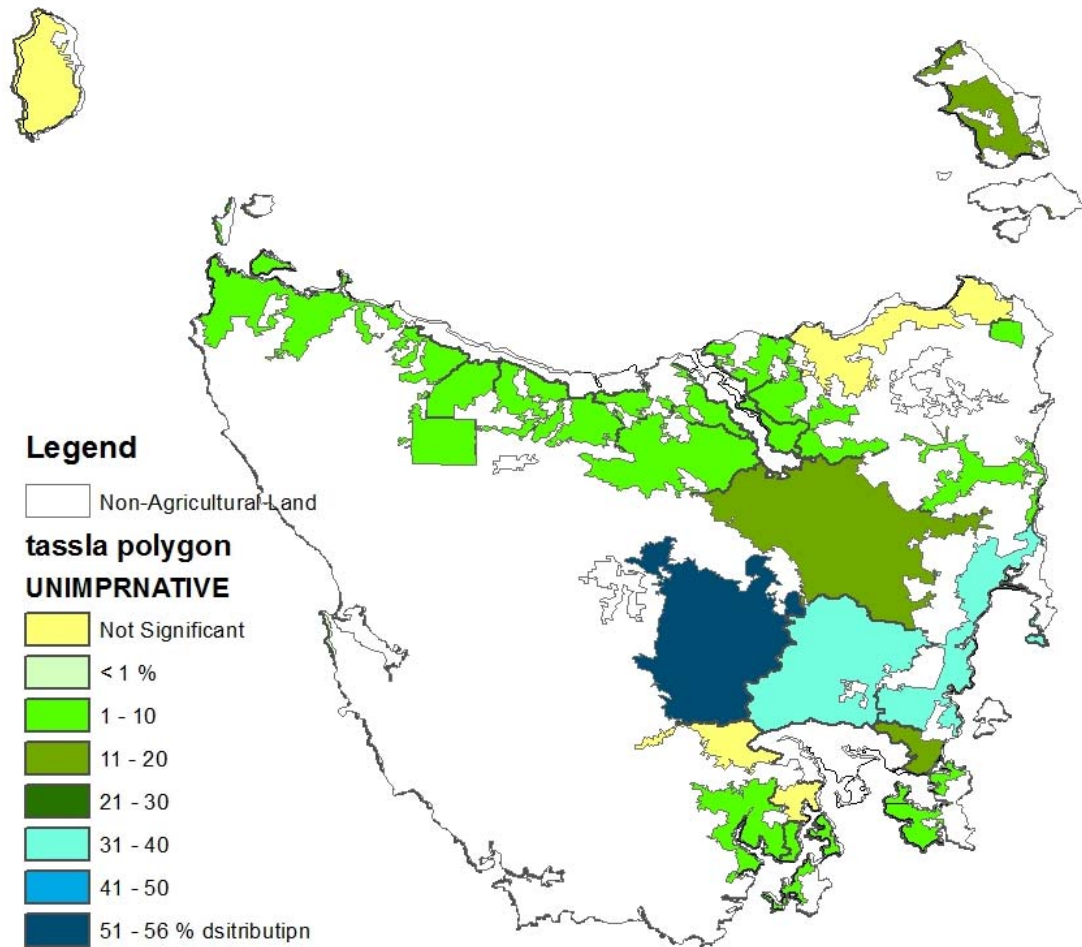 Legend
Non-Agricultural-Land
tassla polygon
UNIMPRNATIVE
Not Significant
< 1 %
1 - 10
11 - 20
21 - 30
31 - 40
41 - 50
51 - 56 % dsitributipn